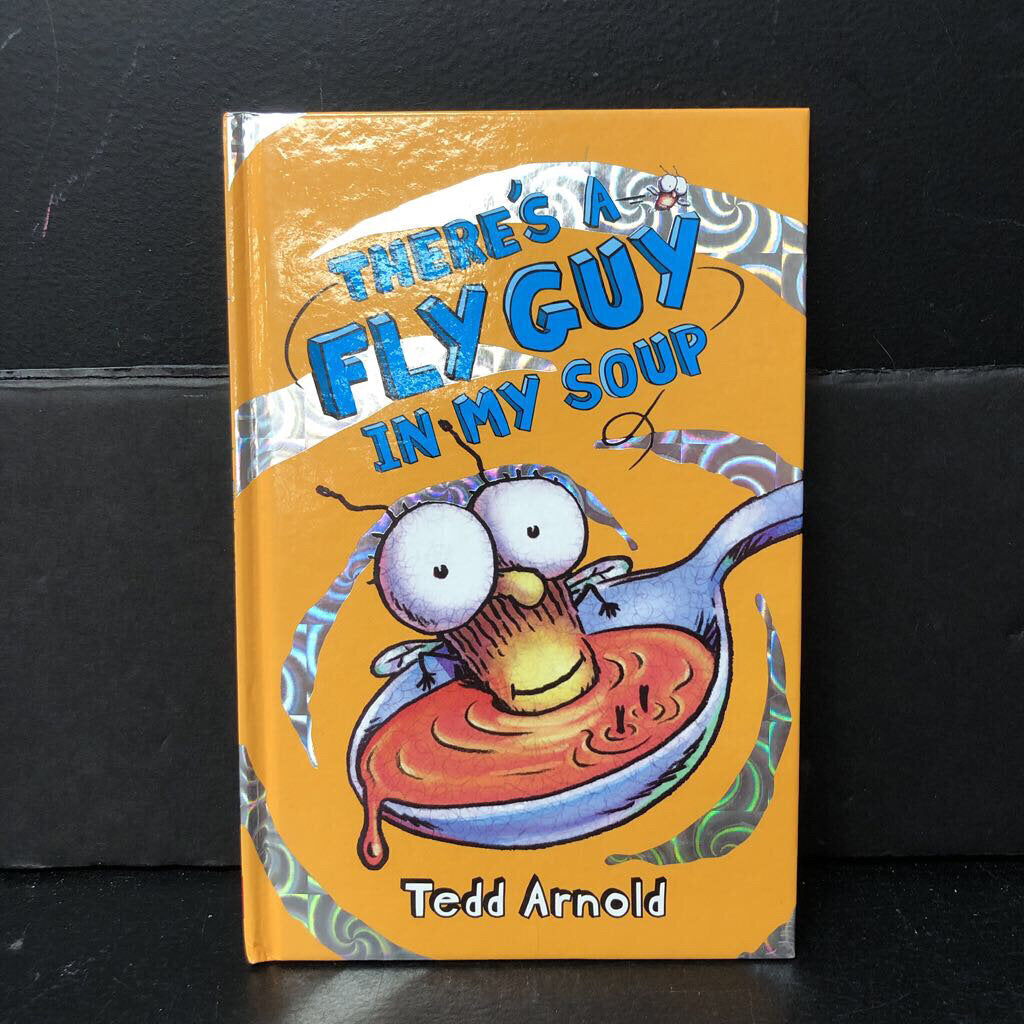 THERE'S A
FLY GUY
IN MY SOUP
Tedd Arnold